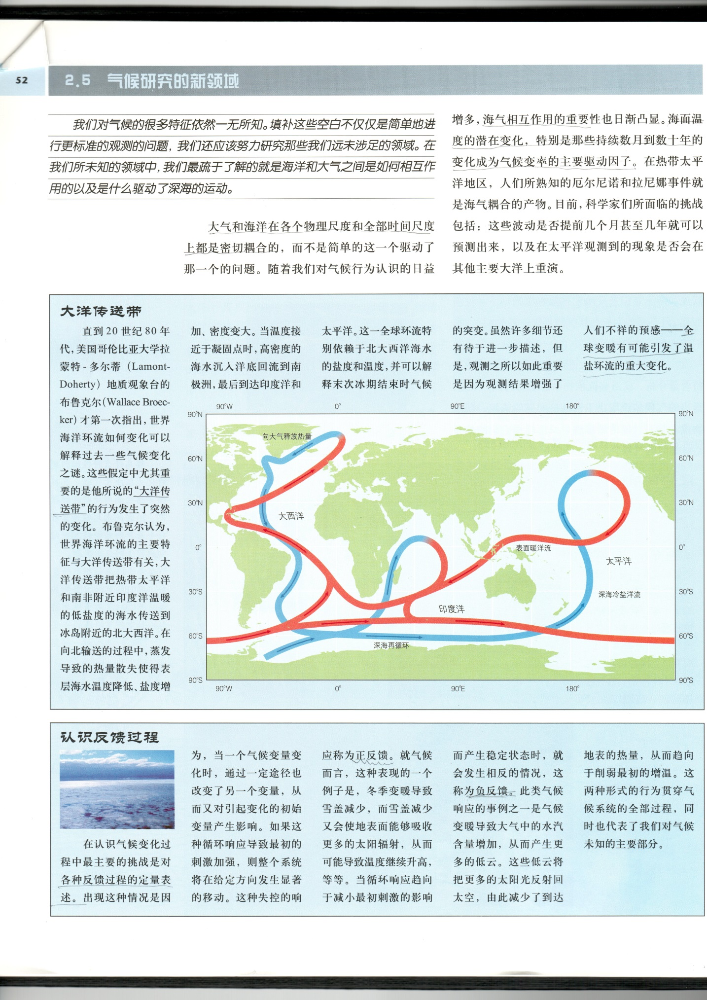 52
2.5 气候研究的新领域
我们对气候的很多特征依然一无所知。填补这些空白不仅仅是简单地进
行更标准的观测的问题，我们还应该努力研究那些我们远未涉足的领域。在
我们所未知的领域中，我们最疏于了解的就是海洋和大气之间是如何相互作
用的以及是什么驱动了深海的运动。
大气和海洋在各个物理尺度和全部时间尺度
上都是密切耦合的，而不是简单的这一个驱动了
那一个的问题。随着我们对气候行为认识的日益
增多，海气相互作用的重要性也日渐凸显。海面温
度的潜在变化，特别是那些持续数月到数十年的
变化成为气候变率的主要驱动因子。在热带太平
洋地区，人们所熟知的厄尔尼诺和拉尼娜事件就
是海气耦合的产物。目前，科学家们所面临的挑战
包括：这些波动是否提前几个月甚至几年就可以
预测出来，以及在太平洋观测到的现象是否会在
其他主要大洋上重演。
大洋传送带
直到20世纪80年
代，美国哥伦比亚大学拉
蒙特-多尔蒂（Lamont-
Doherty）地质观象台的
布鲁克尔（Wallace Broec-
ker）才第一次指出，世界
海洋环流如何变化可以
解释过去一些气候变化
之谜。这些假定中尤其重
要的是他所说的“大洋传
送带”的行为发生了突然
的变化。布鲁克尔认为，
世界海洋环流的主要特
征与大洋传送带有关，大
洋传送带把热带太平洋
和南非附近印度洋温暖
的低盐度的海水传送到
冰岛附近的北大西洋。在
向北输送的过程中，蒸发
导致的热量散失使得表
层海水温度降低、盐度增
加、密度变大。当温度接
近于凝固点时，高密度的
海水沉入洋底回流到南
极洲，最后到达印度洋和
太平洋。这一全球环流特
别依赖于北大西洋海水
的盐度和温度，并可以解
释末次冰期结束时气候
的突变。虽然许多细节还
有待于进一步描述，但
是，观测之所以如此重要
是因为观测结果增强了
人们不祥的预感——全
球变暖有可能引发了温
盐环流的重大变化。
90°W 0° 90°E 180°
90°N 90°N
向大气释放热量
60°N 60°N
30°N 30°N
大西洋
0° 表面暖洋流 0°
太平洋
30°S 深海冷盐洋流 30°S
印度洋
60°S 60°S
深海再循环
90°S 90°S
90°W 0° 90°E 180°
认识反馈过程
在认识气候变化过
程中最主要的挑战是对
各种反馈过程的定量表
述。出现这种情况是因
为，当一个气候变量变
化时，通过一定途径也
改变了另一个变量，从
而又对引起变化的初始
变量产生影响。如果这
种循环响应导致最初的
刺激加强，则整个系统
将在给定方向发生显著
的移动。这种失控的响
应称为正反馈。就气候
而言，这种表现的一个
例子是，冬季变暖导致
雪盖减少，而雪盖减少
又会使地表面能够吸收
更多的太阳辐射，从而
可能导致温度继续升高，
等等。当循环响应趋向
于减小最初刺激的影响
而产生稳定状态时，就
会发生相反的情况，这
称为负反馈。此类气候
响应的事例之一是气候
变暖导致大气中的水汽
含量增加，从而产生更
多的低云。这些低云将
把更多的太阳光反射回
太空，由此减少了到达
地表的热量，从而趋向
于削弱最初的增温。这
两种形式的行为贯穿气
候系统的全部过程，同
时也代表了我们对气候
未知的主要部分。